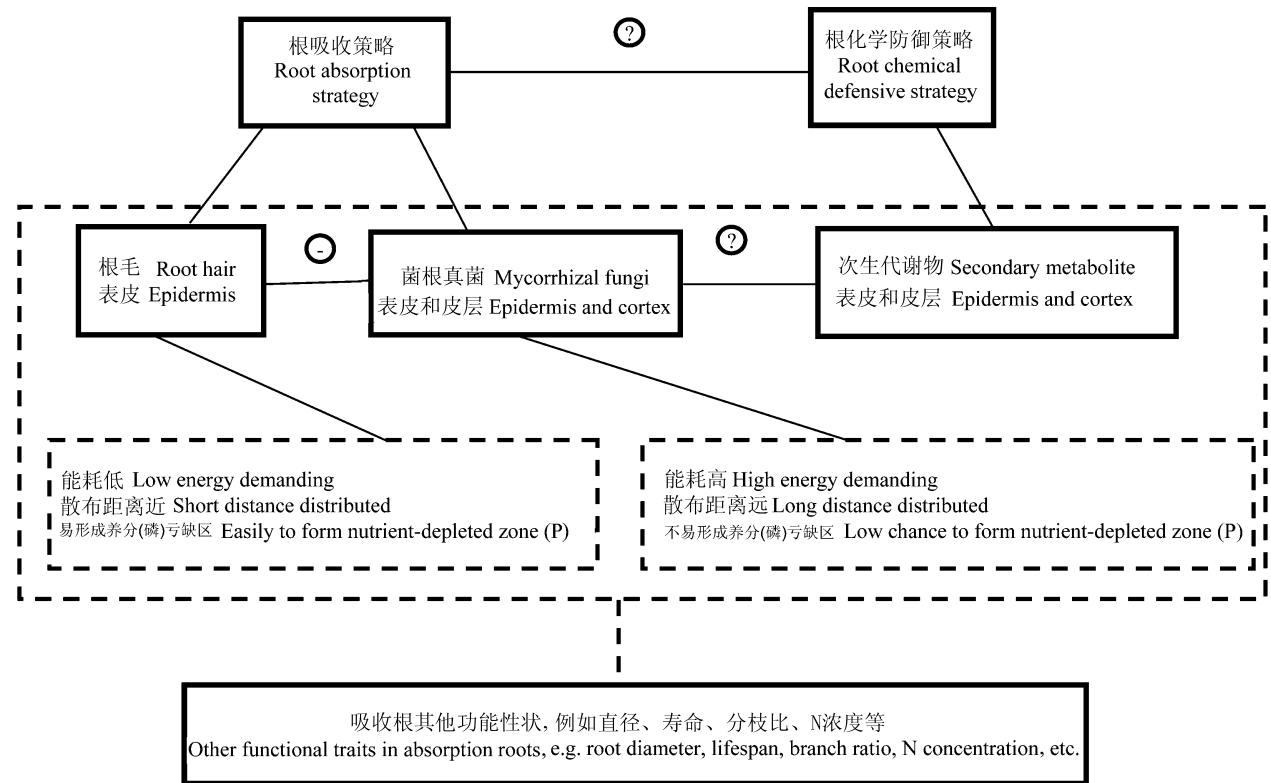 根吸收策略
Root absorption
strategy
?
根化学防御策略
Root chemical
defensive strategy
根毛 Root hair
表皮 Epidermis
-
菌根真菌 Mycorrhizal fungi
表皮和皮层 Epidermis and cortex
?
次生代谢物 Secondary metabolite
表皮和皮层 Epidermis and cortex
能耗低 Low energy demanding
散布距离近 Short distance distributed
易形成养分(磷)亏缺区 Easily to form nutrient-depleted zone (P)
能耗高 High energy demanding
散布距离远 Long distance distributed
不易形成养分(磷)亏缺区 Low chance to form nutrient-depleted zone (P)
吸收根其他功能性状, 例如直径、寿命、分枝比、N浓度等
Other functional traits in absorption roots, e.g. root diameter, lifespan, branch ratio, N concentration, etc.